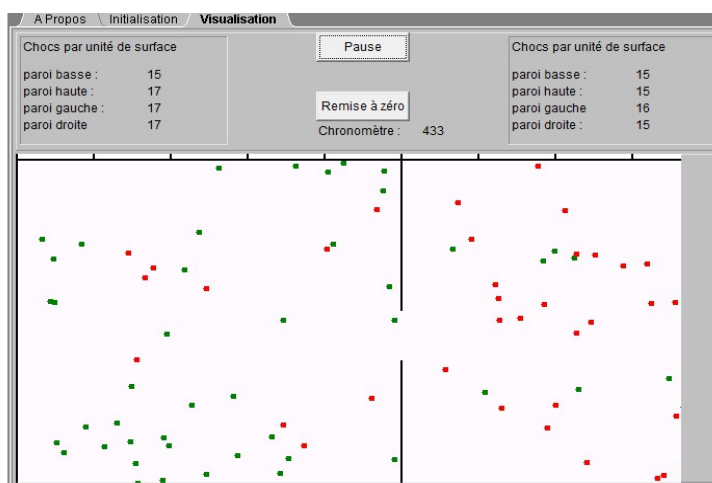 A Propos Initialisation Visualisation
Chocs par unité de surface
paroi basse : 15
paroi haute : 17
paroi gauche : 17
paroi droite 17
Pause
Remise à zéro
Chronomètre : 433
Chocs par unité de surface
paroi basse : 15
paroi haute : 15
paroi gauche 16
paroi droite : 15